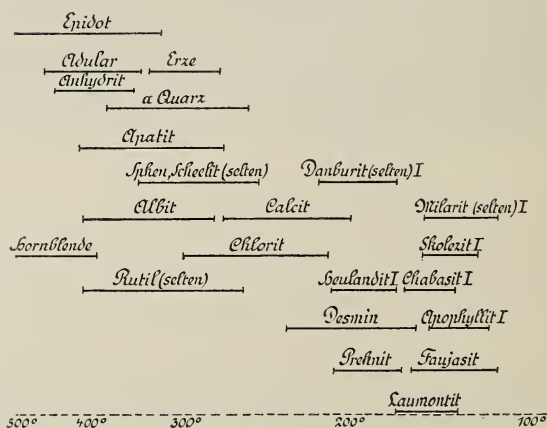 Epidot
Adular Erze
Anhydrit
α Quarz
Apatit
Sphen, Scheelit (selten) Danburit (selten) I
Albit Calcit Milarit (selten) I
Hornblende Chlorit Skolezit I
Rutil (selten) Heulandit I Chabasit I
Desmin Apophyllit I
Prehnit Faujasit
Laumontit
500° 400° 300° 200° 100°